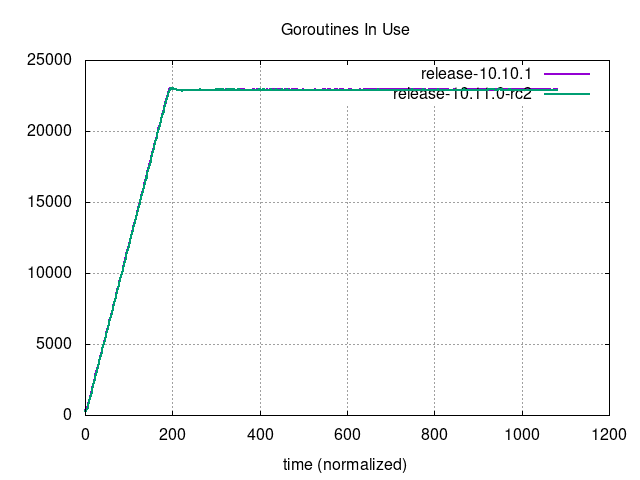 Goroutines In Use
25000
20000
15000
10000
5000
0
release-10.10.1
release-10.11.0-rc2
0 200 400 600 800 1000 1200
time (normalized)